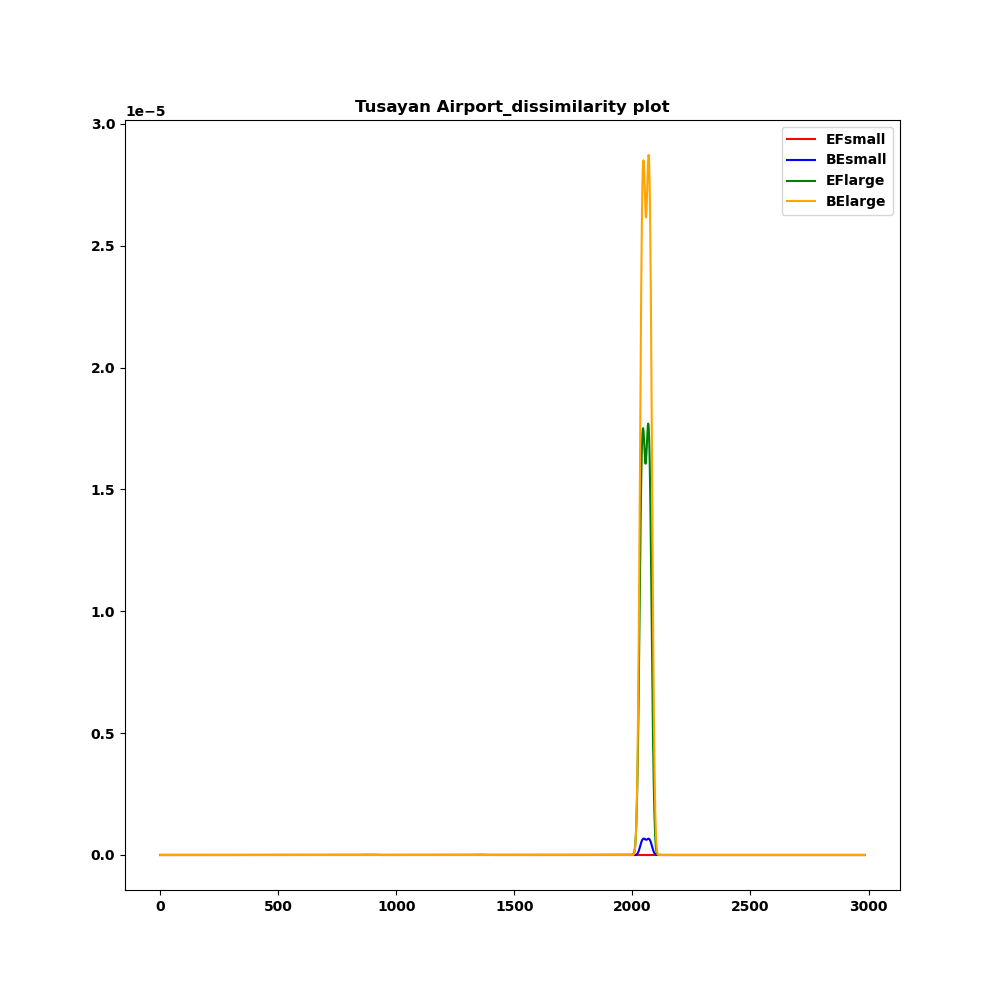 Tusayan Airport_dissimilarity plot
1e−5
3.0
2.5
2.0
1.5
1.0
0.5
0.0
0 500 1000 1500 2000 2500 3000
EFsmall
BEsmall
EFlarge
BElarge